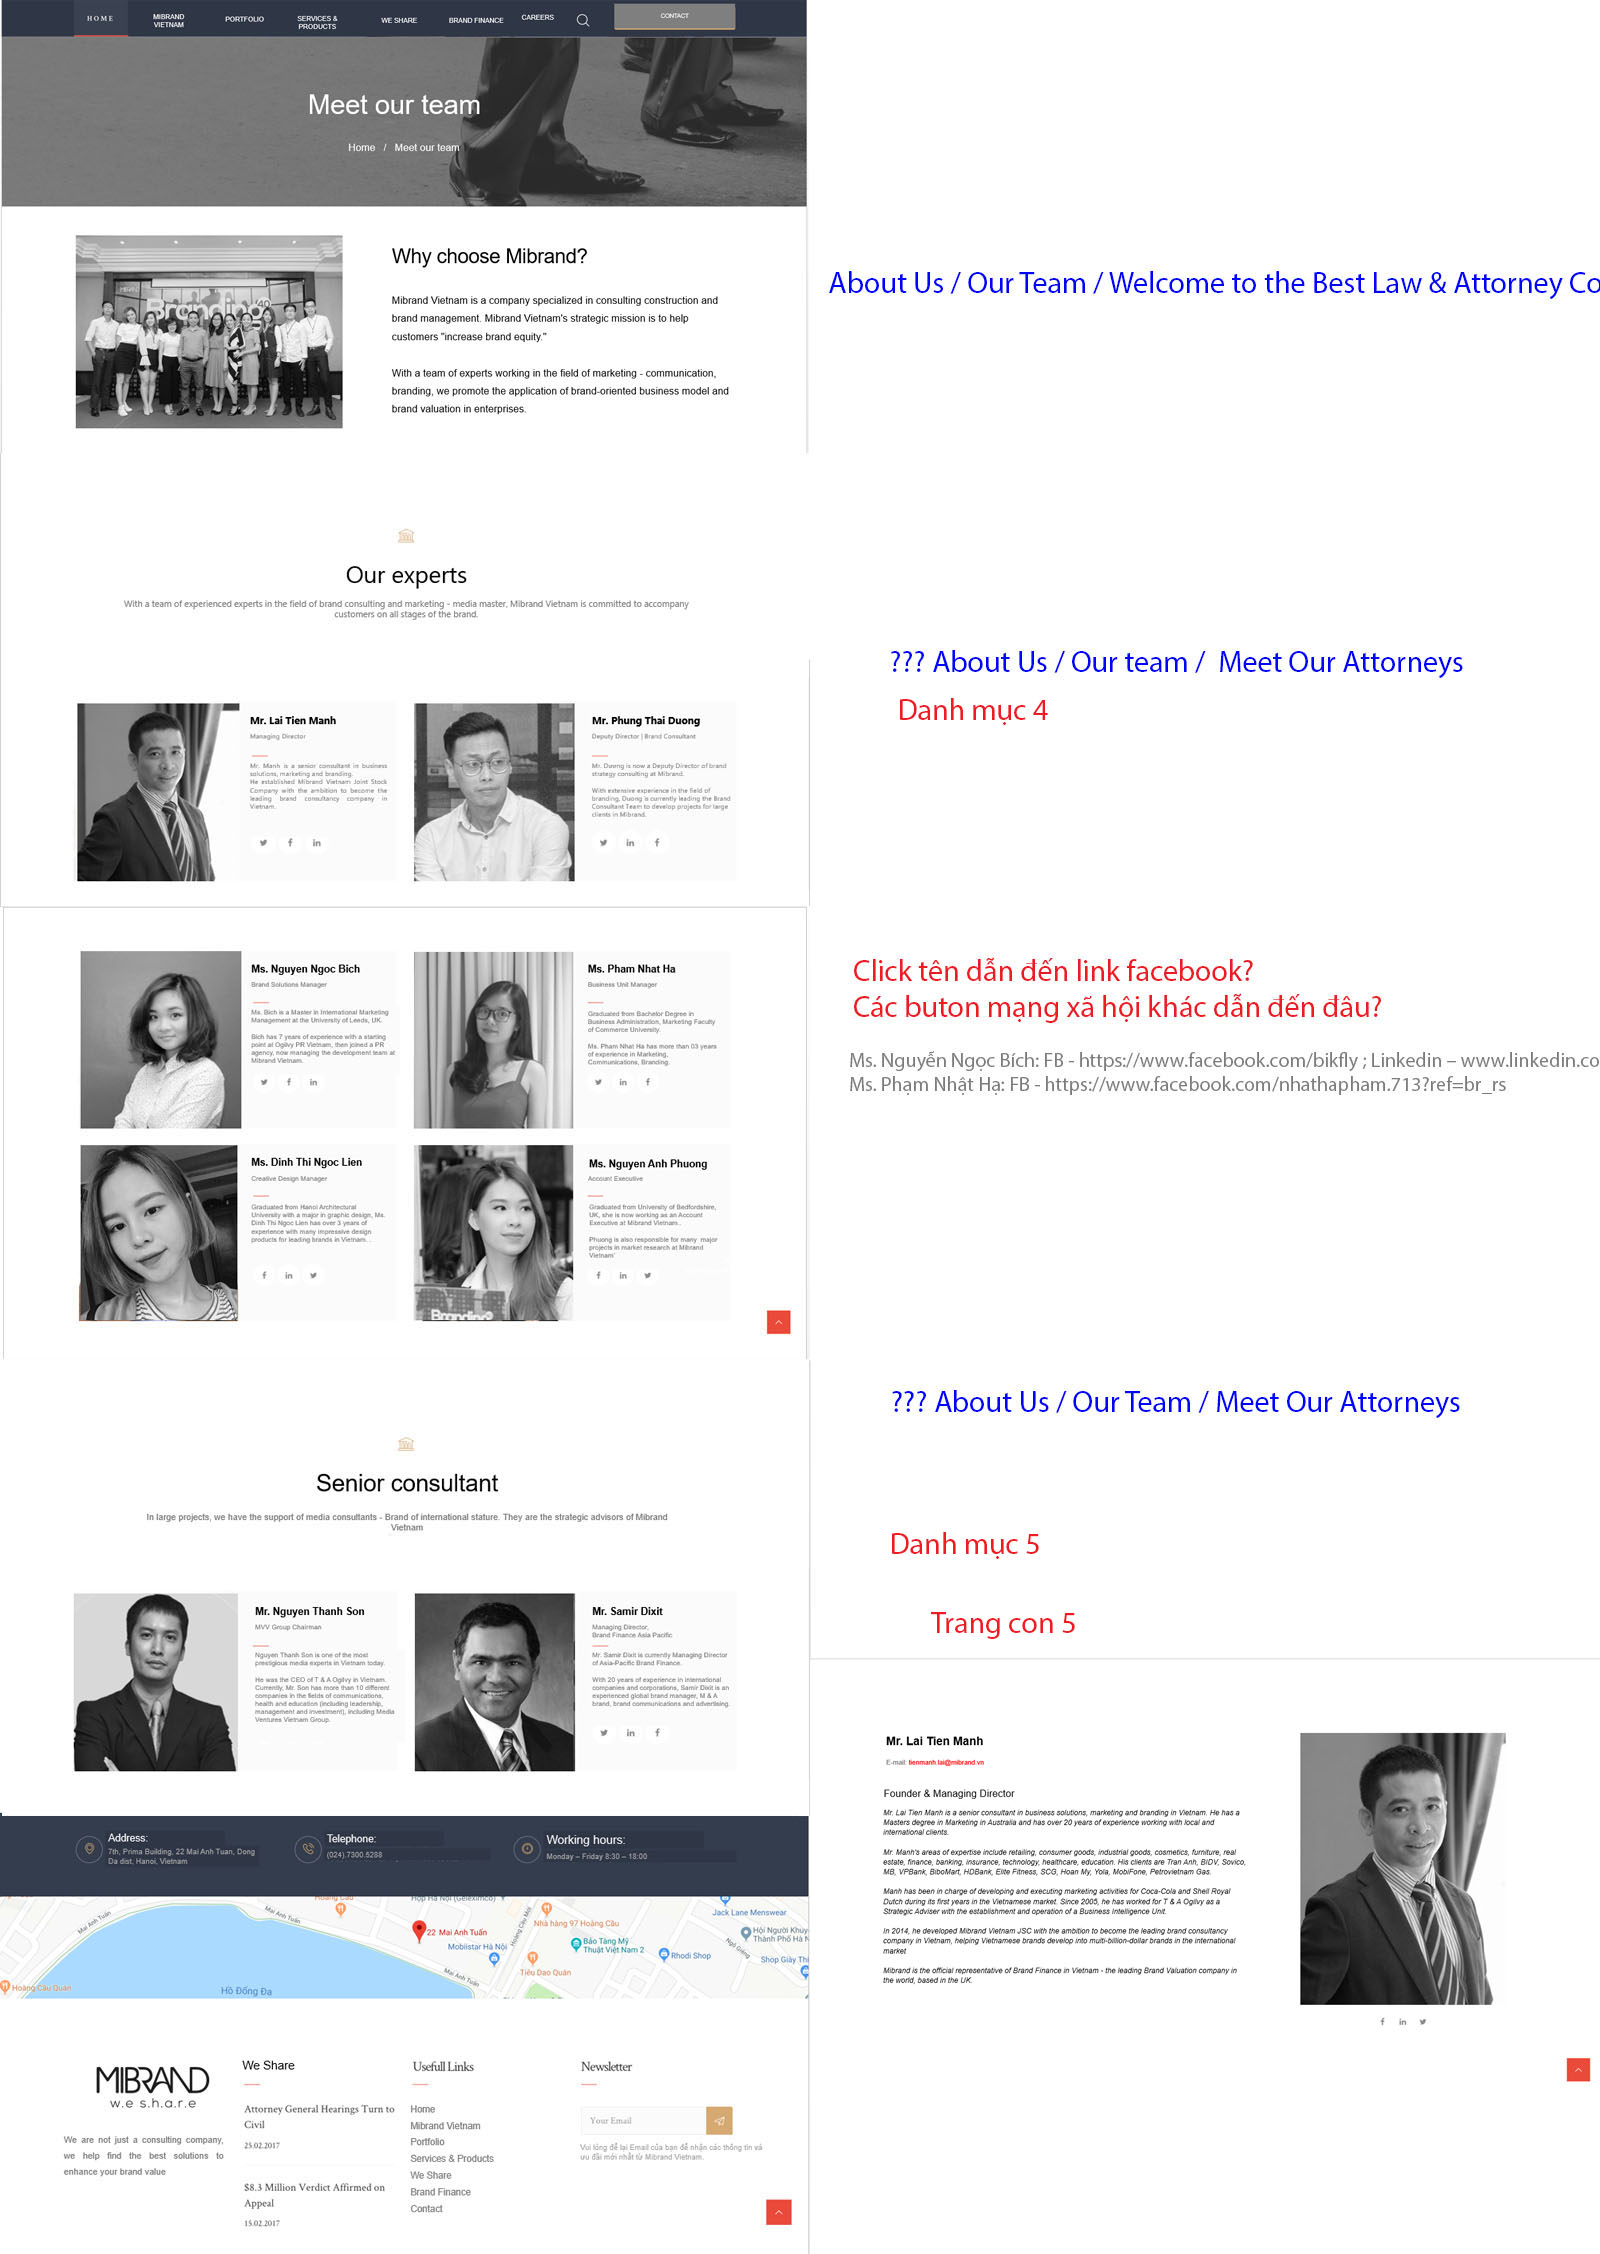 HOME
MIBRAND
VIETNAM
PORTFOLIO
SERVICES &
PRODUCTS
WE SHARE
BRAND FINANCE
CAREERS
CONTACT
Meet our team
Home / Meet our team
Why choose Mibrand?
Mibrand Vietnam is a company specialized in consulting construction and
brand management. Mibrand Vietnam's strategic mission is to help
customers "increase brand equity."
With a team of experts working in the field of marketing - communication,
branding, we promote the application of brand-oriented business model and
brand valuation in enterprises.
About Us / Our Team / Welcome to the Best Law & Attorney Co
Our experts
With a team of experienced experts in the field of brand consulting and marketing - media master, Mibrand Vietnam is committed to accompany
customers on all stages of the brand.
??? About Us / Our team / Meet Our Attorneys
Danh mục 4
Mr. Lai Tien Manh
Managing Director
Mr. Manh is a senior consultant in business
solutions, marketing and branding.
He established Mibrand Vietnam Joint Stock
Company with the ambition to become the
leading brand consultancy company in
Vietnam.
Mr. Phung Thai Duong
Deputy Director | Brand Consultant
Mr. Duong is now a Deputy Director of brand
strategy consulting at Mibrand.
With extensive experience in the field of
branding, Duong is currently leading the Brand
Consultant Team to develop projects for large
clients in Mibrand.
Ms. Nguyen Ngoc Bich
Brand Solutions Manager
Ms. Bich is a Master in International Marketing
Management at the University of Leeds, UK.
Bich has 7 years of experience with a starting
point at Ogilvy PR Vietnam, then joined a PR
agency, now managing the development team at
Mibrand Vietnam.
Ms. Pham Nhat Ha
Business Unit Manager
Graduated from Bachelor Degree in
Business Administration, Marketing Faculty
of Commerce University.
Ms. Pham Nhat Ha has more than 03 years
of experience in Marketing,
Communications, Branding.
Click tên dẫn đến link facebook?
Các buton mạng xã hội khác dẫn đến đâu?
Ms. Nguyễn Ngọc Bích: FB - https://www.facebook.com/bikfly ; Linkedin – www.linkedin.co
Ms. Phạm Nhật Hạ: FB - https://www.facebook.com/nhathapham.713?ref=br_rs
Ms. Dinh Thi Ngoc Lien
Creative Design Manager
Graduated from Hanoi Architectural
University with a major in graphic design, Ms.
Dinh Thi Ngoc Lien has over 3 years of
experience with many impressive design
products for leading brands in Vietnam. .
Ms. Nguyen Anh Phuong
Account Executive
Graduated from University of Bedfordshire,
UK, she is now working as an Account
Executive at Mibrand Vietnam..
Phuong is also responsible for many major
projects in market research at Mibrand
Vietnam'
??? About Us / Our Team / Meet Our Attorneys
Senior consultant
In large projects, we have the support of media consultants - Brand of international stature. They are the strategic advisors of Mibrand
Vietnam
Danh mục 5
Trang con 5
Mr. Nguyen Thanh Son
MVV Group Chairman
Nguyen Thanh Son is one of the most
prestigious media experts in Vietnam today.
He was the CEO of T & A Ogilvy in Vietnam.
Currently, Mr. Son has more than 10 different
companies in the fields of communications,
health and education (including leadership,
management and investment), including Media
Ventures Vietnam Group.
Mr. Samir Dixit
Managing Director,
Brand Finance Asia Pacific
Mr. Samir Dixit is currently Managing Director
of Asia-Pacific Brand Finance.
With 20 years of experience in international
companies and corporations, Samir Dixit is an
experienced global brand manager, M & A
brand, brand communications and advertising.
Mr. Lai Tien Manh
E-mail: tienmanh.lai@mibrand.vn
Founder & Managing Director
Mr. Lai Tien Manh is a senior consultant in business solutions, marketing and branding in Vietnam. He has a
Masters degree in Marketing in Australia and has over 20 years of experience working with local and
international clients.
Mr. Manh's areas of expertise include retailing, consumer goods, industrial goods, cosmetics, furniture, real
estate, finance, banking, insurance, technology, healthcare, education. His clients are Tran Anh, BIDV, Sovico,
MB, VPBank, BiboMart, HDBank, Elite Fitness, SCG, Hoan My, Yola, MobiFone, Petrovietnam Gas.
Manh has been in charge of developing and executing marketing activities for Coca-Cola and Shell Royal
Dutch during its first years in the Vietnamese market. Since 2005, he has worked for T & A Ogilvy as a
Strategic Adviser with the establishment and operation of a Business Intelligence Unit.
In 2014, he developed Mibrand Vietnam JSC with the ambition to become the leading brand consultancy
company in Vietnam, helping Vietnamese brands develop into multi-billion-dollar brands in the international
market
Mibrand is the official representative of Brand Finance in Vietnam - the leading Brand Valuation company in
the world, based in the UK.
Address:
7th, Prima Building, 22 Mai Anh Tuan, Dong
Da dist, Hanoi, Vietnam
Telephone:
(024).7300.5288
Working hours:
Monday – Friday 8:30 – 18:00
Mai Anh Tuấn
Hoàng Cầu
Hợp Hà Nội (Geleximco)
22 Mai Anh Tuấn
Mobiistar Hà Nội
Hoàng Cầu Mới
Nhà hàng 97 Hoàng Cầu
Bảo Tàng Mỹ
Thuật Việt Nam 2
Tiêu Dao Quán
Rhodi Shop
Jack Lane Menswear
Hội Người Khuy
Thành Phố Hà N
Shop Giày Th
Mai Anh Tuấn
Hoàng Cầu Quán
Hồ Đống Đa
MIBRAND
w.e s.h.a.r.e
We are not just a consulting company,
we help find the best solutions to
enhance your brand value
We Share
Attorney General Hearings Turn to
Civil
25.02.2017
$8.3 Million Verdict Affirmed on
Appeal
15.02.2017
Usefull Links
Home
Mibrand Vietnam
Portfolio
Services & Products
We Share
Brand Finance
Contact
Newsletter
Your Email
Vui lòng để lại Email của bạn để nhận các thông tin và
ưu đãi mới nhất từ Mibrand Vietnam.